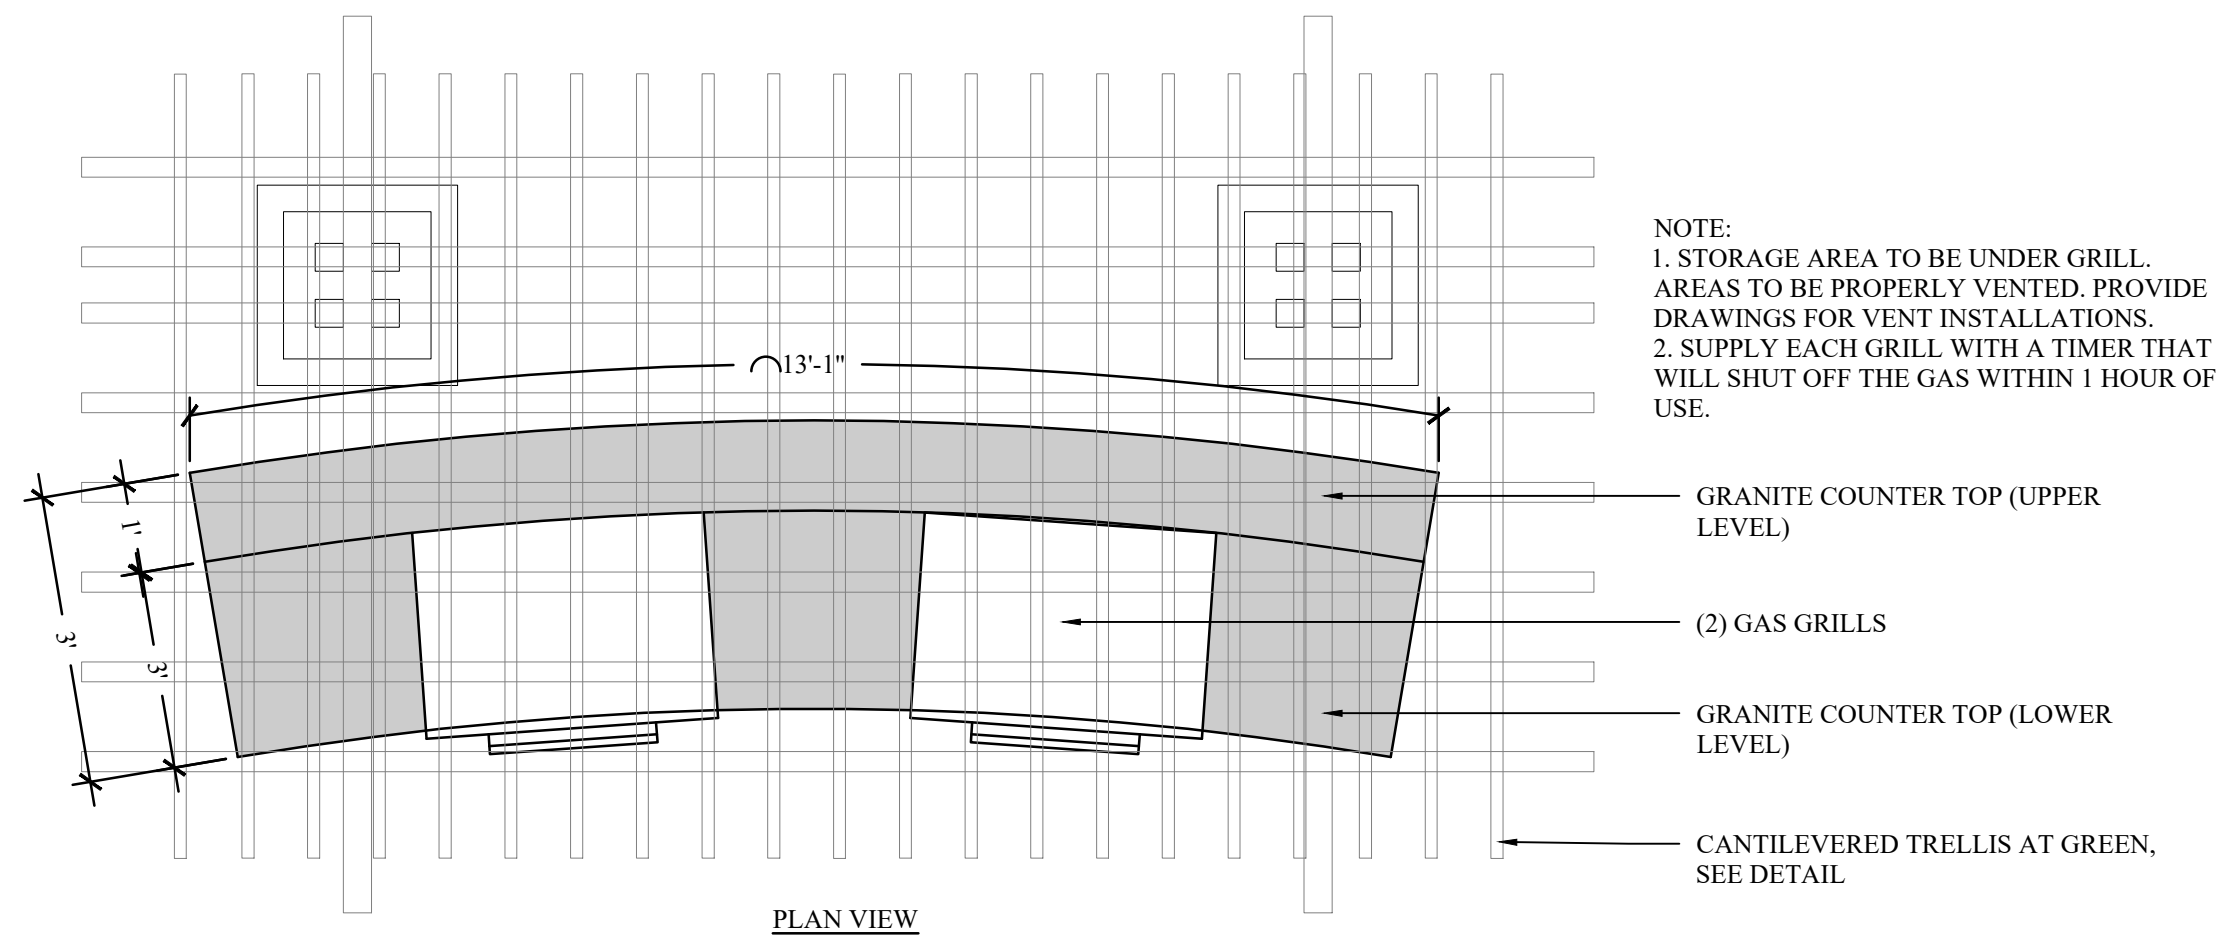 13'-1"
1'
3'
3'
NOTE:
1. STORAGE AREA TO BE UNDER GRILL.
AREAS TO BE PROPERLY VENTED. PROVIDE
DRAWINGS FOR VENT INSTALLATIONS.
2. SUPPLY EACH GRILL WITH A TIMER THAT
WILL SHUT OFF THE GAS WITHIN 1 HOUR OF
USE.
GRANITE COUNTER TOP (UPPER
LEVEL)
(2) GAS GRILLS
GRANITE COUNTER TOP (LOWER
LEVEL)
CANTILEVERED TRELLIS AT GREEN,
SEE DETAIL
PLAN VIEW